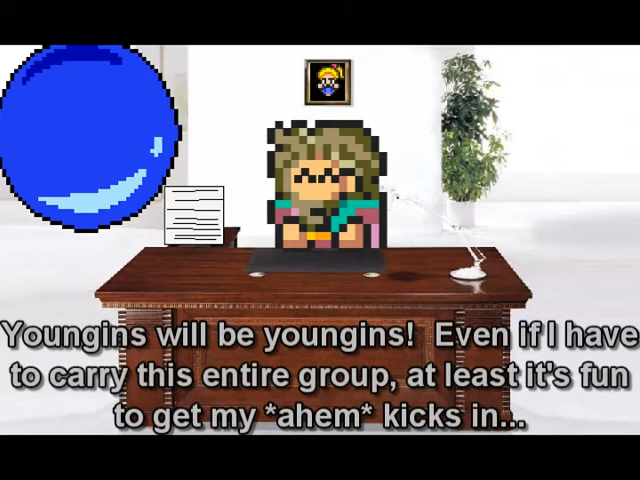 Youngins will be youngins!  Even if I have
to carry this entire group, at least it's fun
to get my *ahem* kicks in...